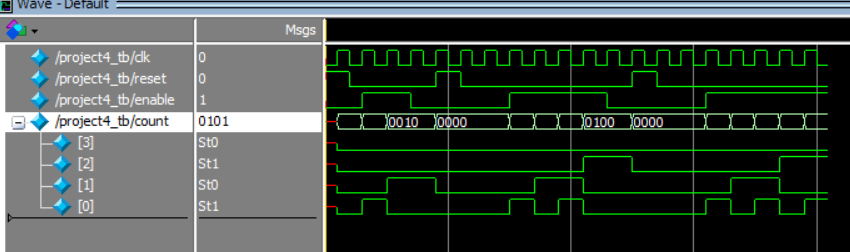 Wave - Default
Msgs
/project4_tb/clk 0
/project4_tb/reset 0
/project4_tb/enable 1
/project4_tb/count 0101 0010 0000 0100 0000
[3] St0
[2] St1
[1] St0
[0] St1